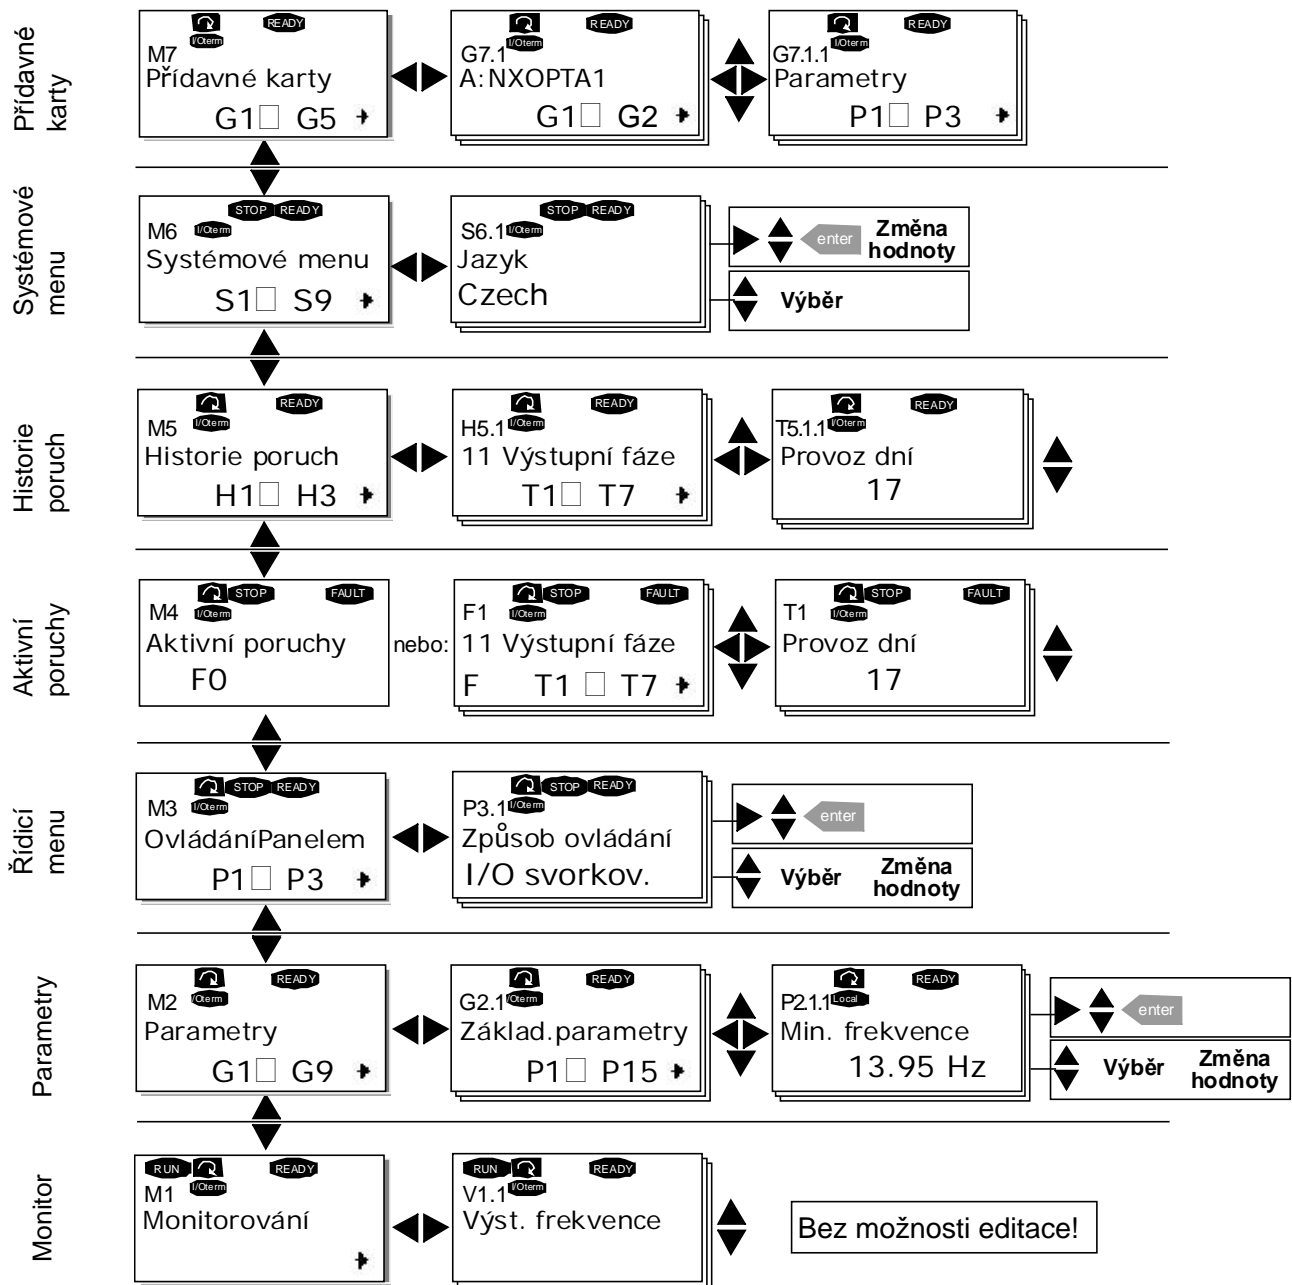 Přídavné
karty
READY
I/Oterm
M7
Přídavné karty
G1□ G5
READY
I/Oterm
G7.1
A:NXOPTA1
G1□ G2
READY
I/Oterm
G7.1.1
Parametry
P1□ P3
Systémové
menu
STOP READY
M6 I/Oterm
Systémové menu
S1□ S9
STOP READY
S6.1 I/Oterm
Jazyk
Czech
enter
Změna
hodnoty
Výběr
Historie
poruch
READY
M5 I/Oterm
Historie poruch
H1□ H3
READY
H5.1 I/Oterm
11 Výstupní fáze
T1□ T7
READY
T5.1.1 I/Oterm
Provoz dní
17
Aktivní
poruchy
STOP FAULT
M4 I/Oterm
Aktivní poruchy
F0
nebo:
STOP FAULT
F1 I/Oterm
11 Výstupní fáze
F T1 □ T7
STOP FAULT
T1 I/Oterm
Provoz dní
17
Řídicí
menu
STOP READY
M3 I/Oterm
OvládáníPanelem
P1□ P3
STOP READY
P3.1 I/Oterm
Způsob ovládání
I/O svorkov.
enter
Výběr
Změna
hodnoty
Parametry
READY
M2 I/Oterm
Parametry
G1□ G9
READY
G2.1 I/Oterm
Základ.parametry
P1□ P15
READY
P2.1.1 Local
Min. frekvence
13.95 Hz
enter
Výběr
Změna
hodnoty
Monitor
RUN READY
M1 I/Oterm
Monitorování
RUN READY
V1.1 I/Oterm
Výst. frekvence
Bez možnosti editace!